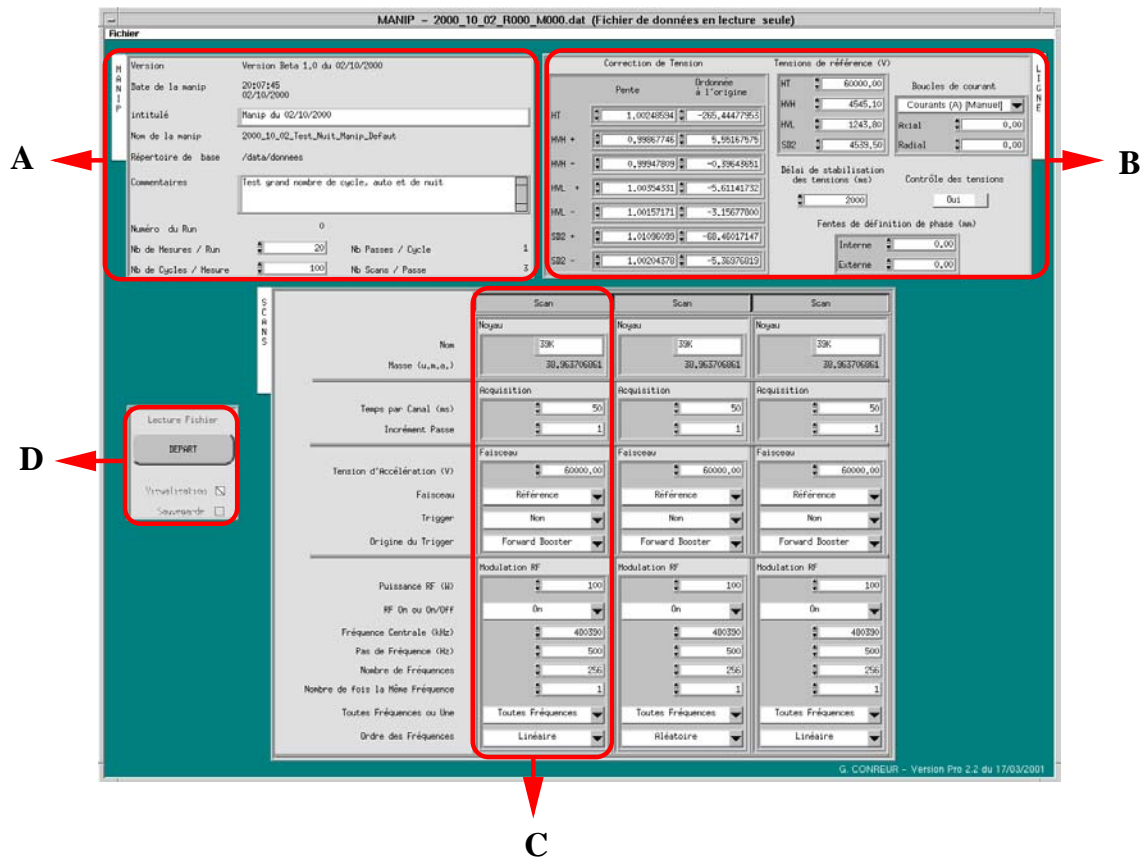 MANIP - 2000_10_02_R000_M000.dat (Fichier de données en lecture seule)
Fichier
MANIP
Version Version Beta 1.0 du 02/10/2000
Date de la manip 20:07:45
02/10/2000
intitulé Manip du 02/10/2000
Nom de la manip 2000_10_02_Test_Nuit_Manip_Defaut
Répertoire de base /data/donnees
Commentaires Test grand nombre de cycle, auto et de nuit
Numéro du Run 0
Nb de Mesures / Run 20 Nb Passes / Cycle 1
Nb de Cycles / Mesure 100 Nb Scans / Passe 3
A
LIGNE
Correction de Tension
Pente Ordonnée
à l'origine
HT 1,00248594 -265,44477953
HVH + 0,99867746 5,55167575
HVH - 0,99947809 -0,39643651
HVL + 1,00354331 -5,61141732
HVL - 1,00157171 -3,15677800
SB2 + 1,01096099 -68,46017147
SB2 - 1,00204378 -5,36976819
Tensions de référence (V)
HT 60000,00
HVH 4545,10
HVL 1243,80
SB2 4539,50
Boucles de courant
Courants (A) [Manuel]
Axial 0,00
Radial 0,00
Délai de stabilisation
des tensions (ms)
2000
Contrôle des tensions
Oui
Fentes de définition de phase (mm)
Interne 0,00
Externe 0,00
B
SCANS
Scan Scan Scan
Noyau Noyau Noyau
Nom 39K 39K 39K
Masse (u.m.a.) 38,963706861 38,963706861 38,963706861
Acquisition Acquisition Acquisition
Temps par Canal (ms) 50 50 50
Incrément Passe 1 1 1
Faisceau Faisceau Faisceau
Tension d'Accélération (V) 60000,00 60000,00 60000,00
Faisceau Référence Référence Référence
Trigger Non Non Non
Origine du Trigger Forward Booster Forward Booster Forward Booster
Modulation RF Modulation RF Modulation RF
Puissance RF (W) 100 100 100
RF On ou On/Off On On On
Fréquence Centrale (kHz) 480390 480390 480390
Pas de Fréquence (Hz) 500 500 500
Nombre de Fréquences 256 256 256
Nombre de fois la Même Fréquence 1 1 1
Toutes Fréquences ou Une Toutes Fréquences Toutes Fréquences Toutes Fréquences
Ordre des Fréquences Linéaire Aléatoire Linéaire
Lecture Fichier
DEPART
Visualisation
Sauvegarde
D
G. CONREUR - Version Pro 2.2 du 17/03/2001
C